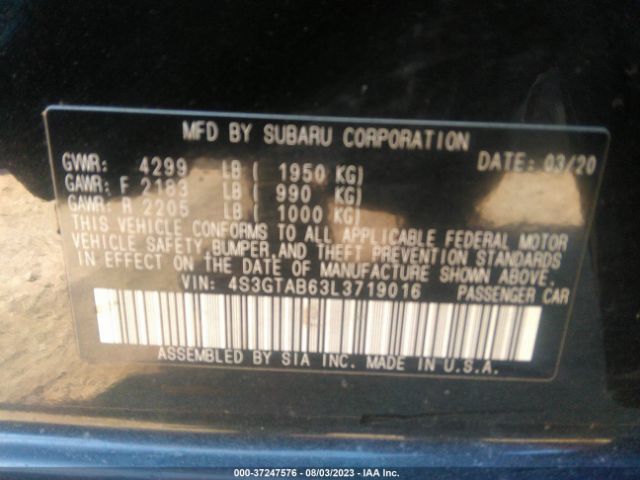 MFD BY SUBARU CORPORATION
GVWR: 4299 LB ( 1950 KG) DATE: 03/20
GAWR: F 2183 LB ( 990 KG)
GAWR: R 2205 LB ( 1000 KG)
THIS VEHICLE CONFORMS TO ALL APPLICABLE FEDERAL MOTOR
VEHICLE SAFETY, BUMPER, AND THEFT PREVENTION STANDARDS
IN EFFECT ON THE DATE OF MANUFACTURE SHOWN ABOVE.
VIN: 4S3GTAB63L3719016 PASSENGER CAR
ASSEMBLED BY SIA INC. MADE IN U.S.A.
000-37247576 - 08/03/2023 - IAA Inc.